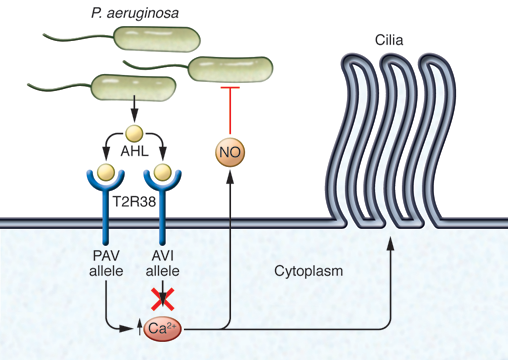 P. aeruginosa
Cilia
AHL
NO
T2R38
PAV
allele
AVI
allele
Cytoplasm
Ca2+